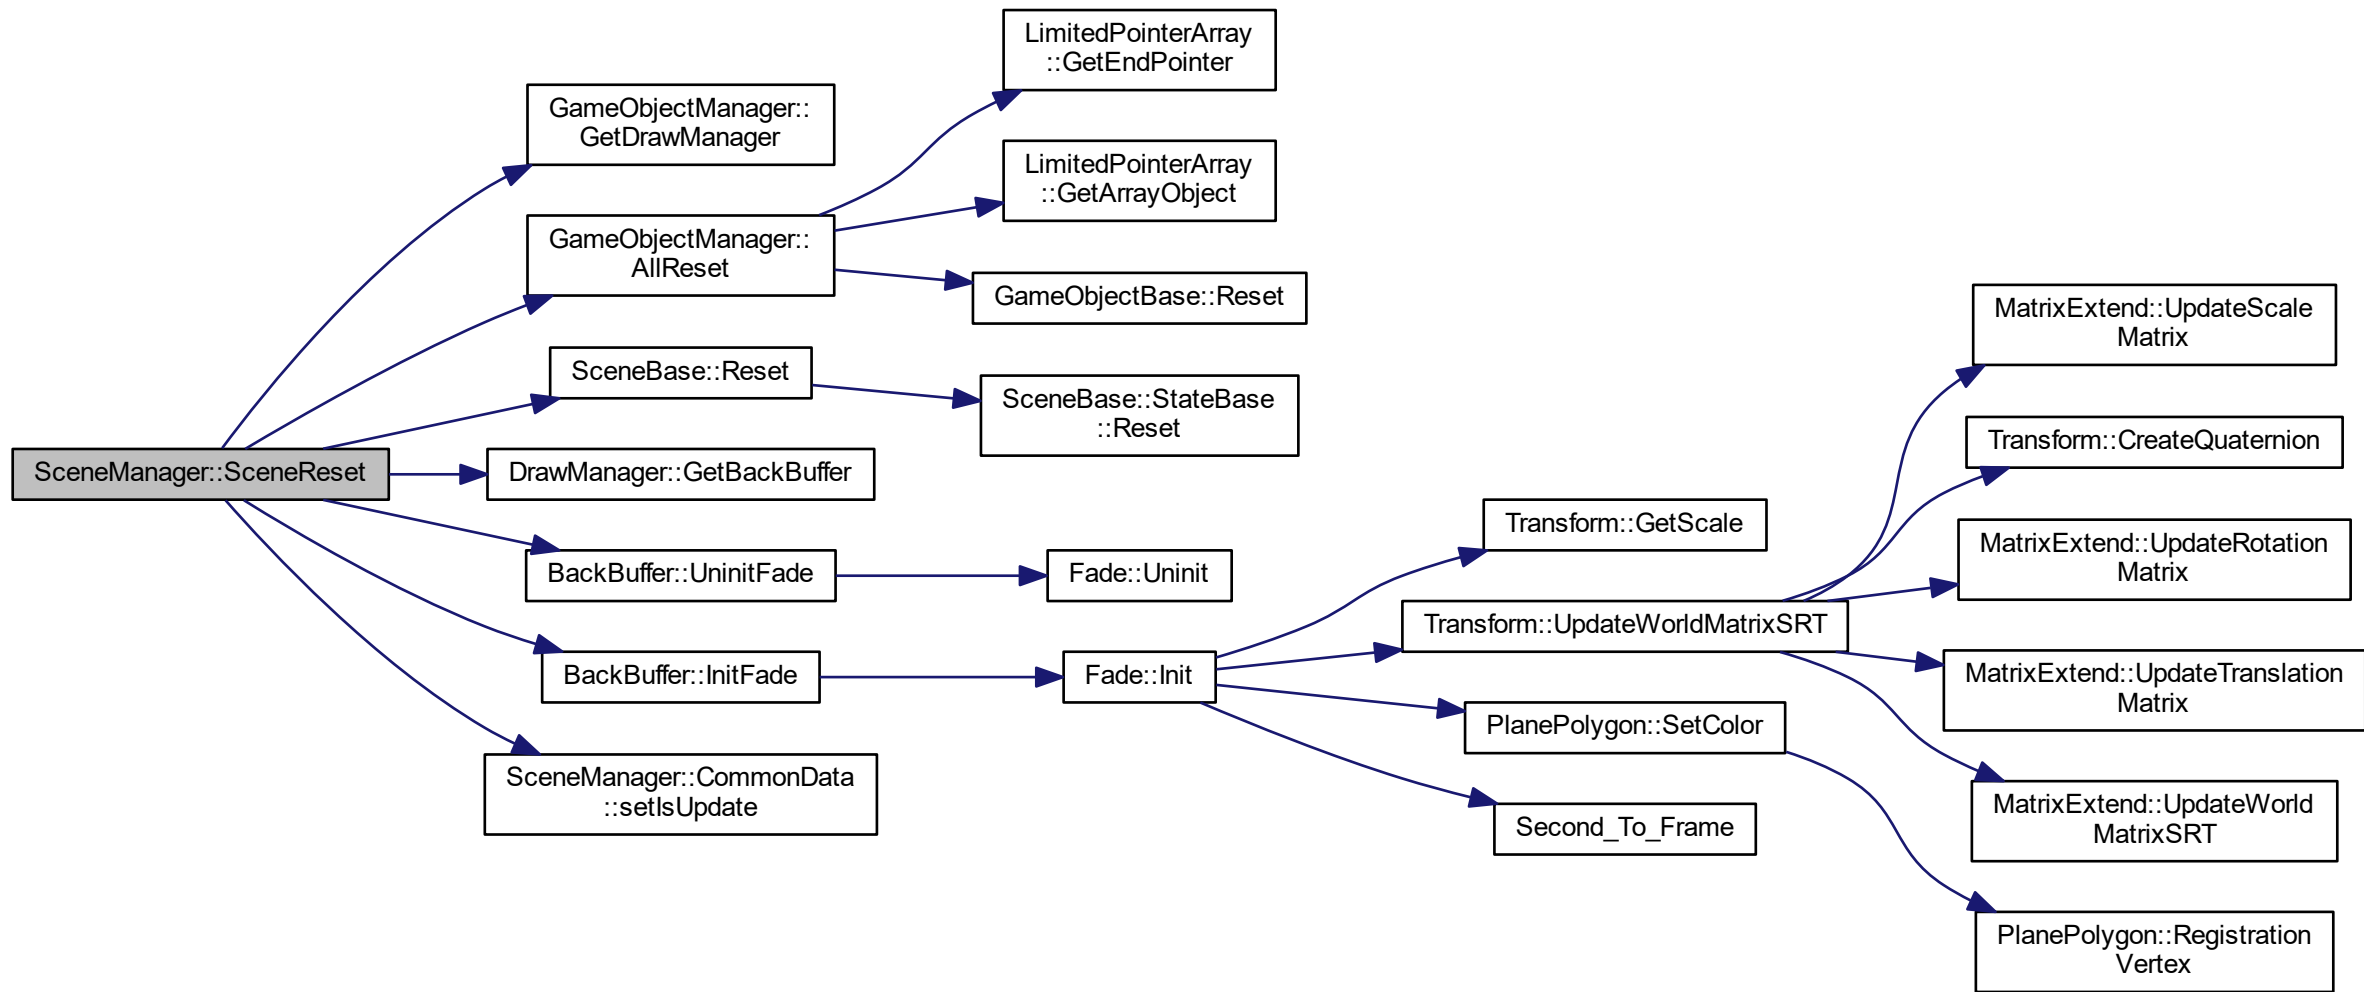 SceneManager::SceneReset
GameObjectManager::
GetDrawManager
GameObjectManager::
AllReset
SceneBase::Reset
DrawManager::GetBackBuffer
BackBuffer::UninitFade
BackBuffer::InitFade
SceneManager::CommonData
::setIsUpdate
LimitedPointerArray
::GetEndPointer
LimitedPointerArray
::GetArrayObject
GameObjectBase::Reset
SceneBase::StateBase
::Reset
Fade::Uninit
Fade::Init
Transform::GetScale
Transform::UpdateWorldMatrixSRT
PlanePolygon::SetColor
Second_To_Frame
MatrixExtend::UpdateScale
Matrix
Transform::CreateQuaternion
MatrixExtend::UpdateRotation
Matrix
MatrixExtend::UpdateTranslation
Matrix
MatrixExtend::UpdateWorld
MatrixSRT
PlanePolygon::Registration
Vertex